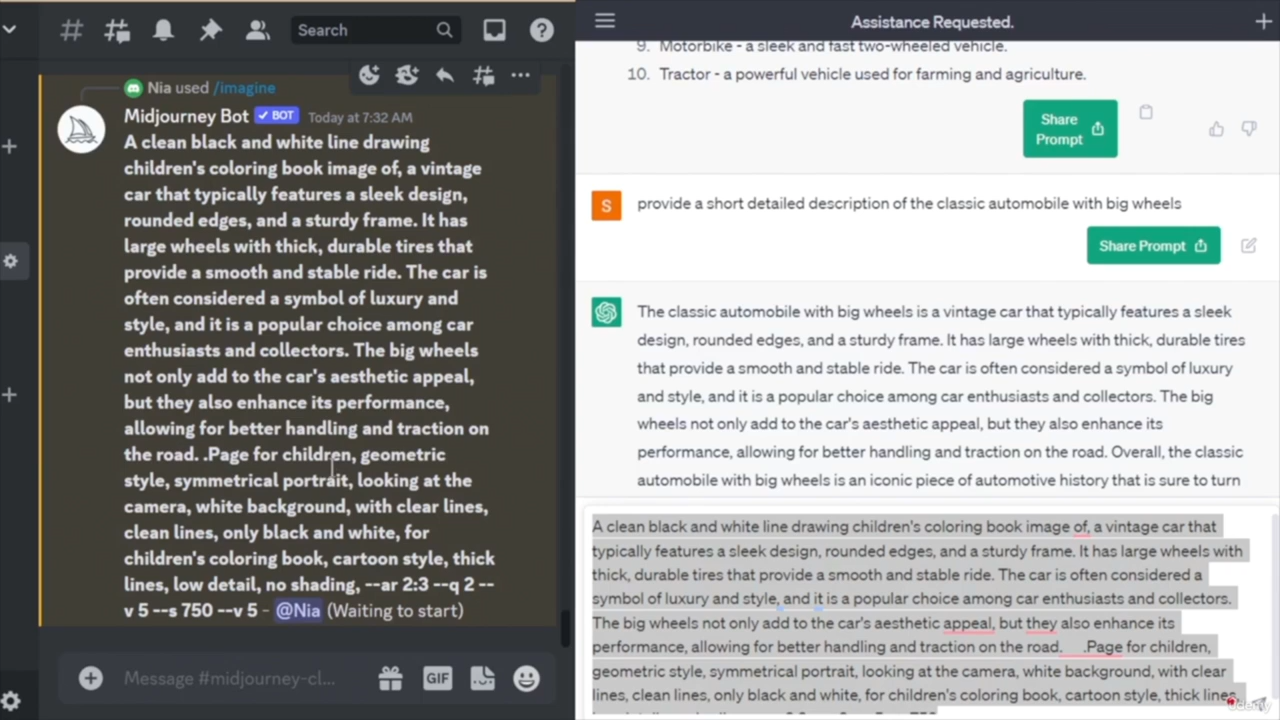 Search
Nia used /imagine
Midjourney Bot ✓ BOT Today at 7:32 AM
A clean black and white line drawing
children's coloring book image of, a vintage
car that typically features a sleek design,
rounded edges, and a sturdy frame. It has
large wheels with thick, durable tires that
provide a smooth and stable ride. The car is
often considered a symbol of luxury and
style, and it is a popular choice among car
enthusiasts and collectors. The big wheels
not only add to the car's aesthetic appeal,
but they also enhance its performance,
allowing for better handling and traction on
the road. .Page for children, geometric
style, symmetrical portrait, looking at the
camera, white background, with clear lines,
clean lines, only black and white, for
children's coloring book, cartoon style, thick
lines, low detail, no shading, --ar 2:3 --q 2 --
v 5 --s 750 --v 5 - @Nia (Waiting to start)
Message #midjourney-cl...
GIF
Assistance Requested.
9. Motorbike - a sleek and fast two-wheeled vehicle.
10. Tractor - a powerful vehicle used for farming and agriculture.
Share
Prompt
S
provide a short detailed description of the classic automobile with big wheels
Share Prompt
The classic automobile with big wheels is a vintage car that typically features a sleek
design, rounded edges, and a sturdy frame. It has large wheels with thick, durable tires
that provide a smooth and stable ride. The car is often considered a symbol of luxury
and style, and it is a popular choice among car enthusiasts and collectors. The big
wheels not only add to the car's aesthetic appeal, but they also enhance its
performance, allowing for better handling and traction on the road. Overall, the classic
automobile with big wheels is an iconic piece of automotive history that is sure to turn
A clean black and white line drawing children's coloring book image of, a vintage car that
typically features a sleek design, rounded edges, and a sturdy frame. It has large wheels with
thick, durable tires that provide a smooth and stable ride. The car is often considered a
symbol of luxury and style, and it is a popular choice among car enthusiasts and collectors.
The big wheels not only add to the car's aesthetic appeal, but they also enhance its
performance, allowing for better handling and traction on the road. .Page for children,
geometric style, symmetrical portrait, looking at the camera, white background, with clear
lines, clean lines, only black and white, for children's coloring book, cartoon style, thick lines,
Udemy